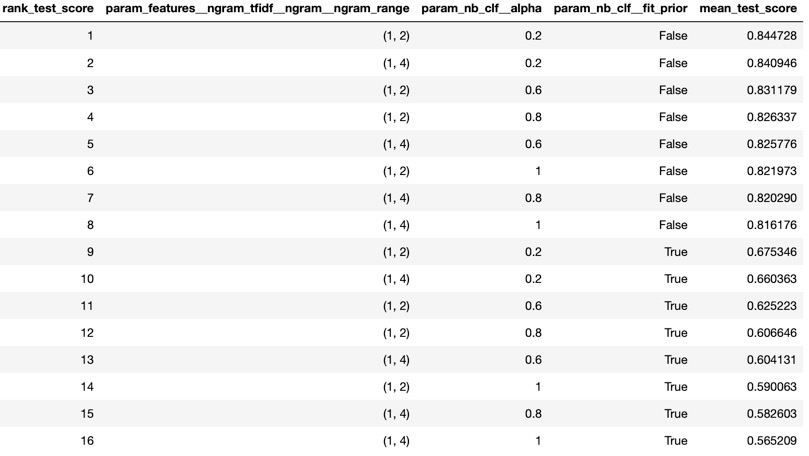 rank_test_score param_features__ngram_tfidf__ngram__ngram_range param_nb_clf__alpha param_nb_clf__fit_prior mean_test_score
1 (1, 2) 0.2 False 0.844728
2 (1, 4) 0.2 False 0.840946
3 (1, 2) 0.6 False 0.831179
4 (1, 2) 0.8 False 0.826337
5 (1, 4) 0.6 False 0.825776
6 (1, 2) 1 False 0.821973
7 (1, 4) 0.8 False 0.820290
8 (1, 4) 1 False 0.816176
9 (1, 2) 0.2 True 0.675346
10 (1, 4) 0.2 True 0.660363
11 (1, 2) 0.6 True 0.625223
12 (1, 2) 0.8 True 0.606646
13 (1, 4) 0.6 True 0.604131
14 (1, 2) 1 True 0.590063
15 (1, 4) 0.8 True 0.582603
16 (1, 4) 1 True 0.565209